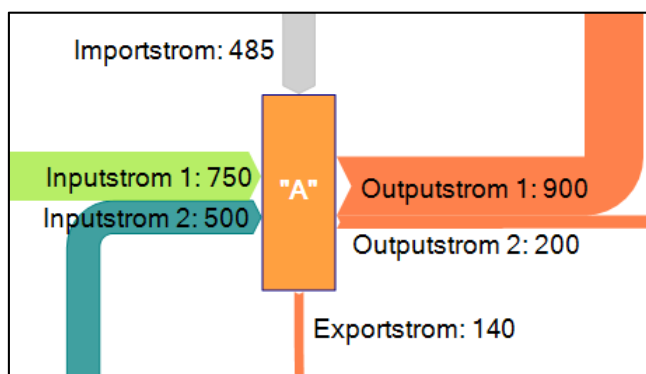 Importstrom: 485
Inputstrom 1: 750
"A"
Outputstrom 1: 900
Inputstrom 2: 500
Outputstrom 2: 200
Exportstrom: 140